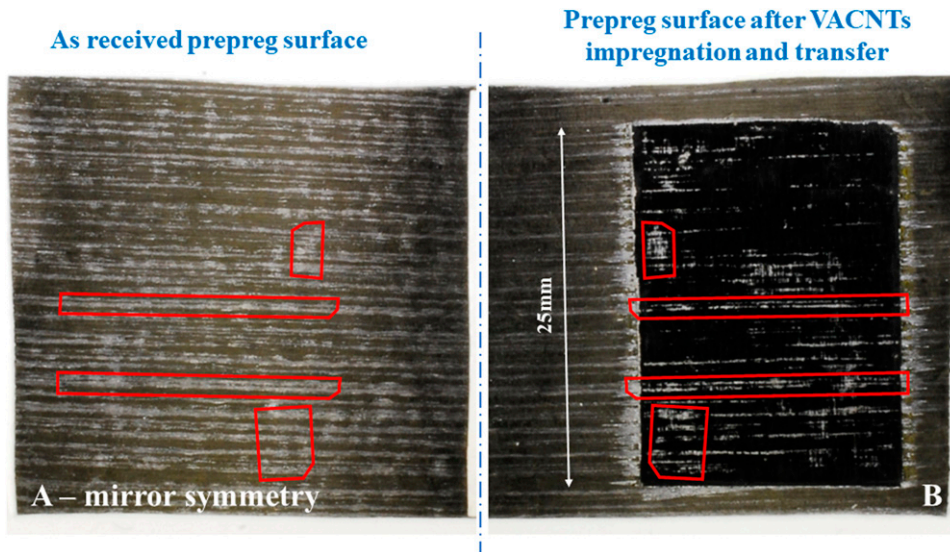 As received prepreg surface
Prepreg surface after VACNTs
impregnation and transfer
25mm
A – mirror symmetry
B